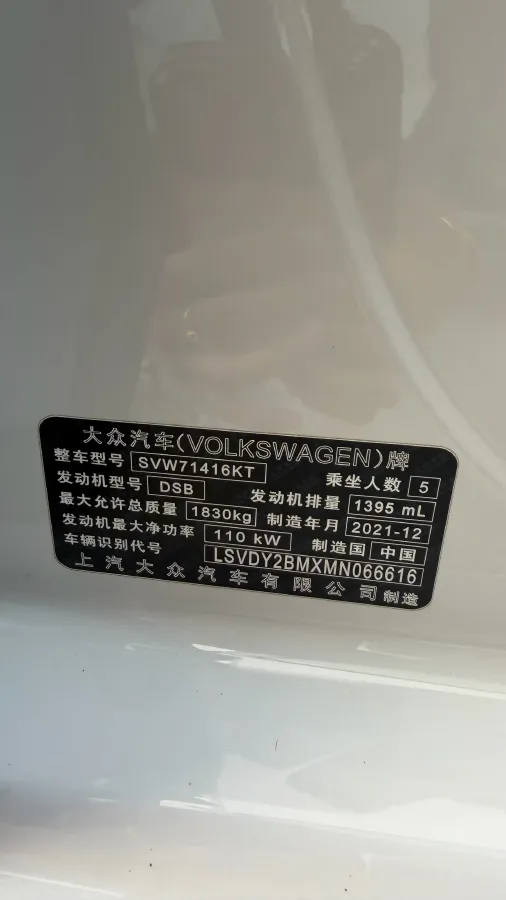 大众汽车(VOLKSWAGEN)牌
整车型号 SVW71416KT 乘坐人数 5
发动机型号 DSB 发动机排量 1395 mL
最大允许总质量 1830kg 制造年月 2021-12
发动机最大净功率 110 kW 制造国 中国
车辆识别代号 LSVDY2BMXMN066616
上汽大众汽车有限公司制造